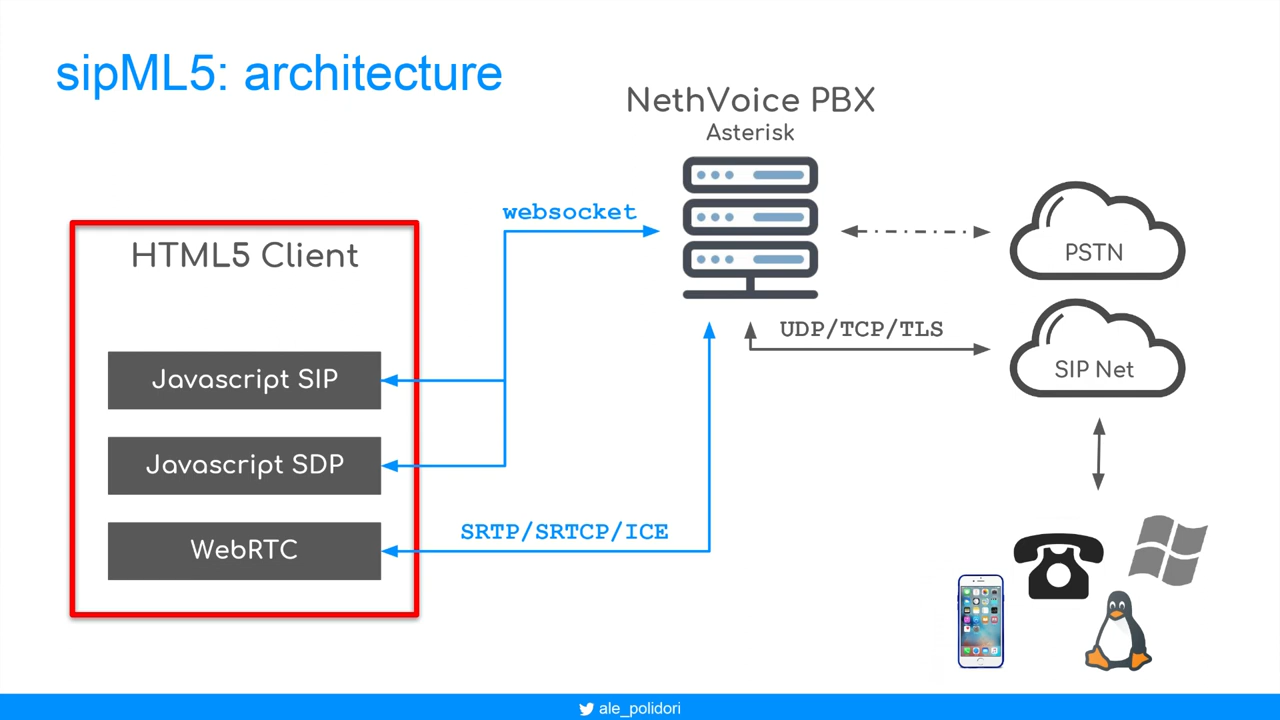 sipML5: architecture
NethVoice PBX
Asterisk
websocket
HTML5 Client
PSTN
UDP/TCP/TLS
SIP Net
Javascript SIP
Javascript SDP
SRTP/SRTCP/ICE
WebRTC
ale_polidori